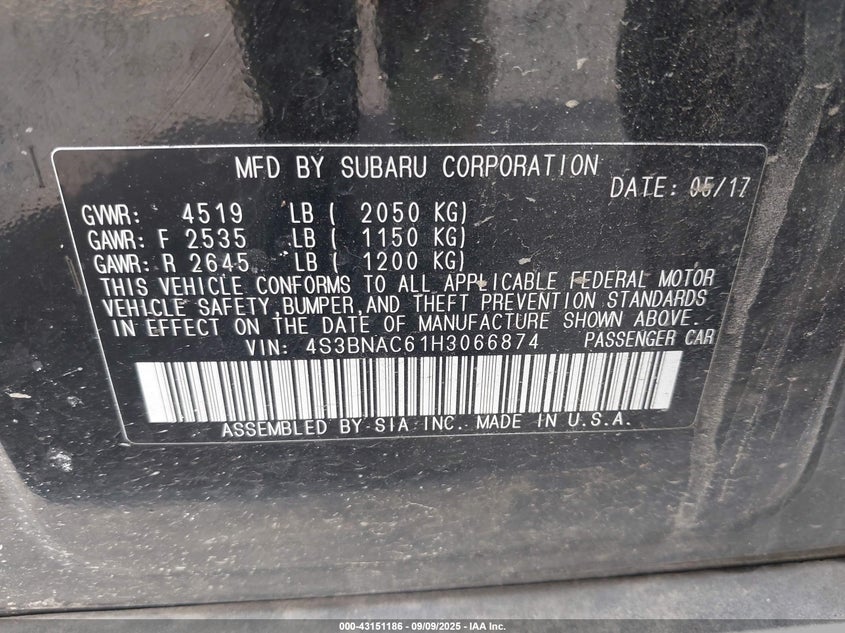 MFD BY SUBARU CORPORATION
DATE: 05/17
GVWR: 4519 LB ( 2050 KG)
GAWR: F 2535 LB ( 1150 KG)
GAWR: R 2645 LB ( 1200 KG)
THIS VEHICLE CONFORMS TO ALL APPLICABLE FEDERAL MOTOR
VEHICLE SAFETY,BUMPER,AND THEFT PREVENTION STANDARDS
IN EFFECT ON THE DATE OF MANUFACTURE SHOWN ABOVE.
VIN: 4S3BNAC61H3066874 PASSENGER CAR
ASSEMBLED BY SIA INC. MADE IN U.S.A.
000-43151186 - 09/09/2025 - IAA Inc.